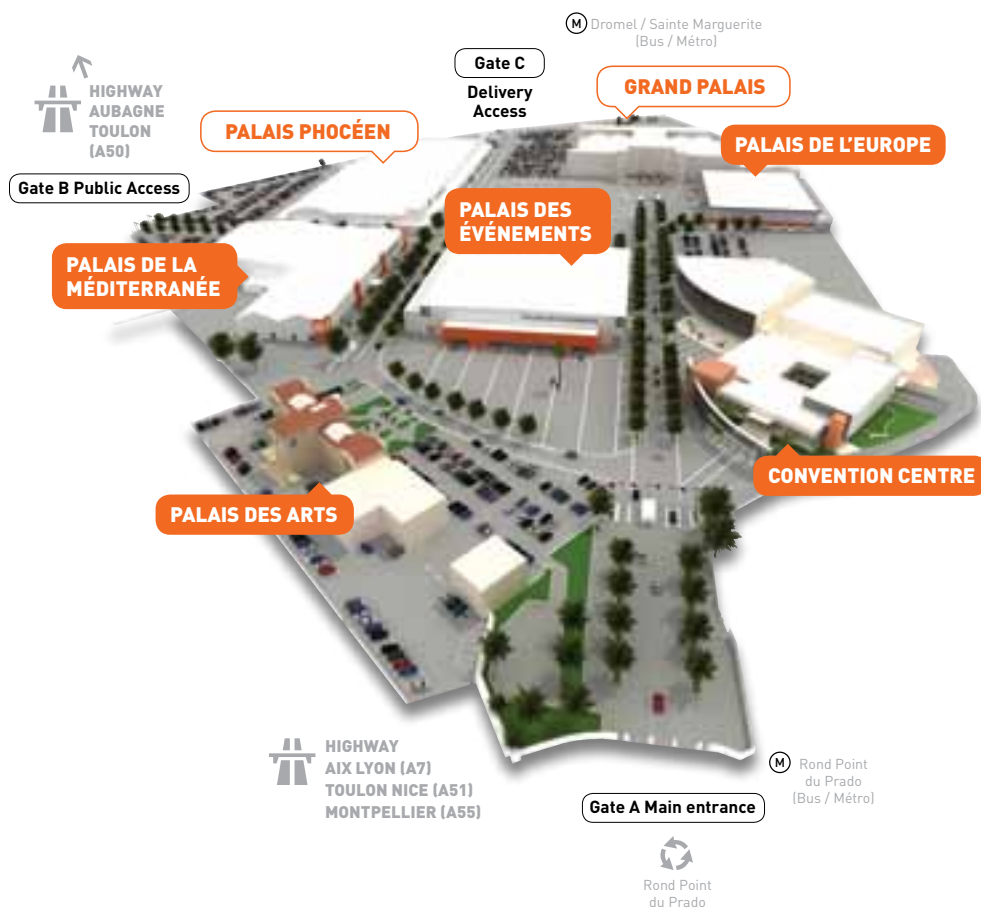 M Dromel / Sainte Marguerite
(Bus / Métro)
Gate C
Delivery
Access
GRAND PALAIS
HIGHWAY
AUBAGNE
TOULON
(A50)
PALAIS PHOCÉEN
PALAIS DE L'EUROPE
Gate B Public Access
PALAIS DES
ÉVÉNEMENTS
PALAIS DE LA
MÉDITERRANÉE
CONVENTION CENTRE
PALAIS DES ARTS
HIGHWAY
AIX LYON (A7)
TOULON NICE (A51)
MONTPELLIER (A55)
M Rond Point
du Prado
(Bus / Métro)
Gate A Main entrance
Rond Point
du Prado